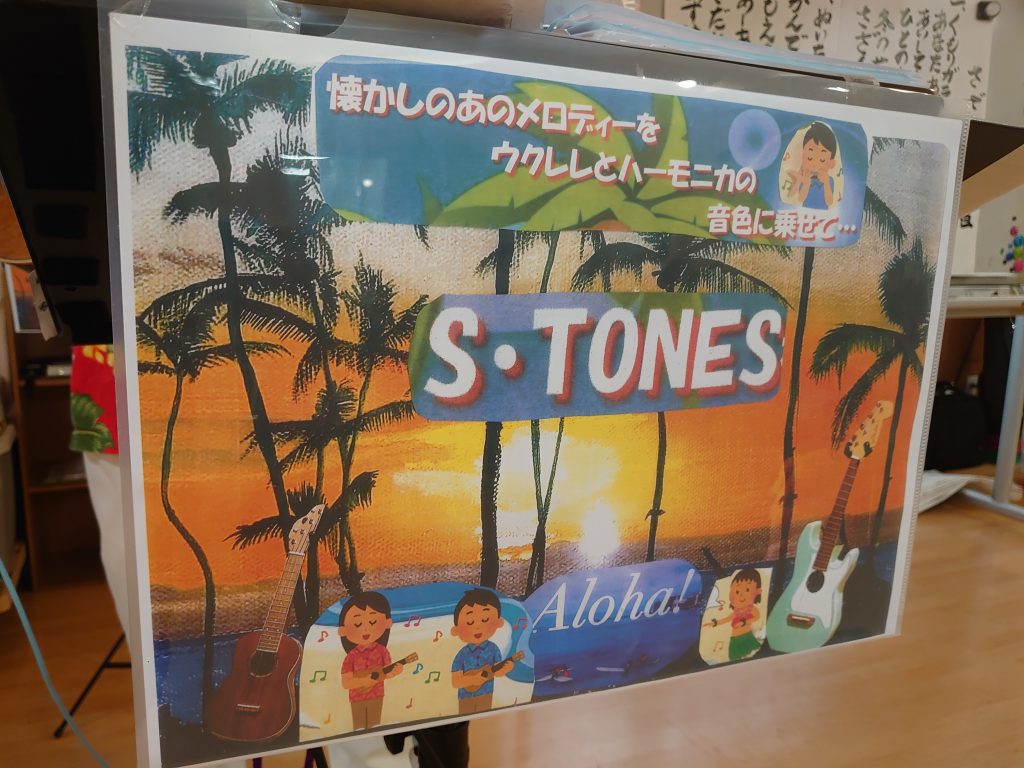 懐かしのあのメロディーを
ウクレレとハーモニカの
音色に乗せて…
S・TONES
Aloha!